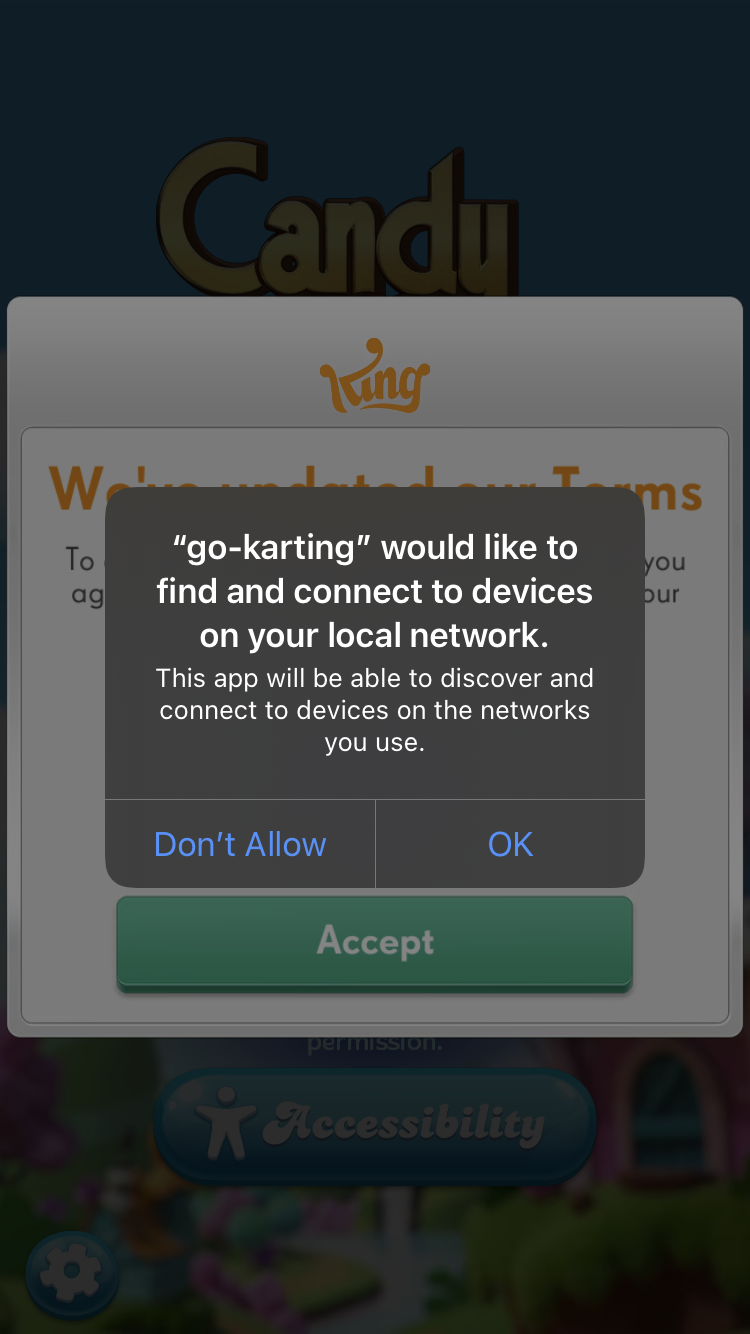 Candy
King
We've updated our Terms
To you
ag our
“go-karting” would like to
find and connect to devices
on your local network.
This app will be able to discover and
connect to devices on the networks
you use.
Don’t Allow OK
Accept
permission.
Accessibility